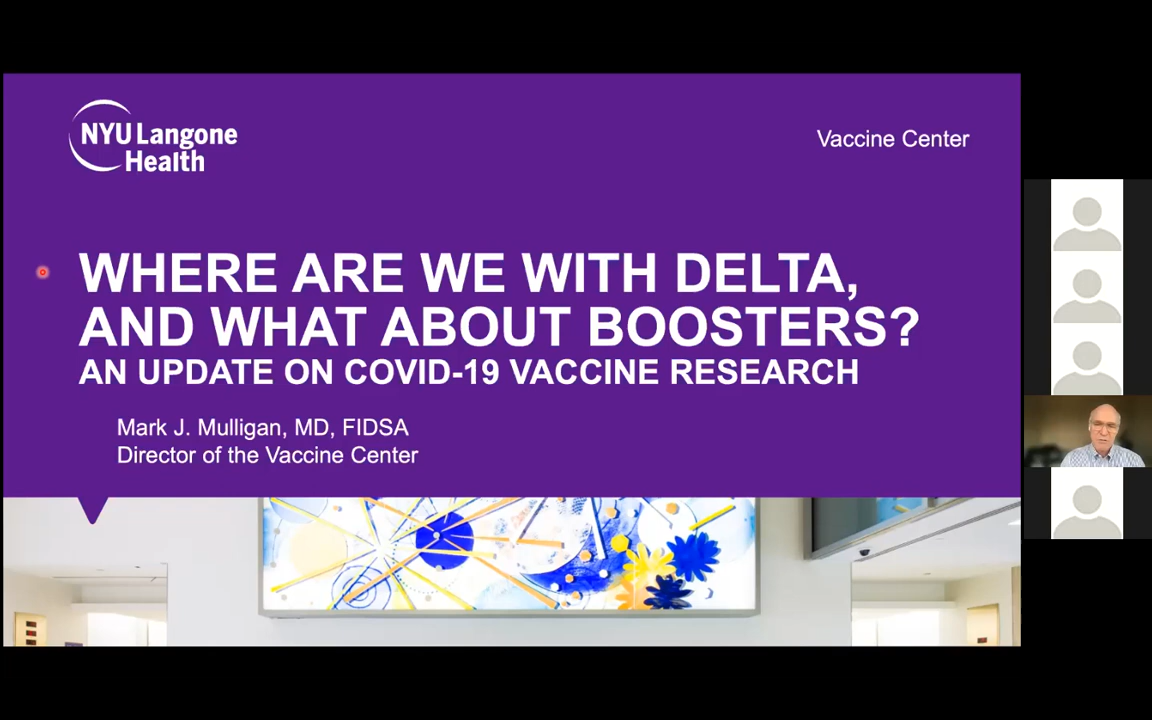 NYU Langone
Health
Vaccine Center
WHERE ARE WE WITH DELTA,
AND WHAT ABOUT BOOSTERS?
AN UPDATE ON COVID-19 VACCINE RESEARCH
Mark J. Mulligan, MD, FIDSA
Director of the Vaccine Center